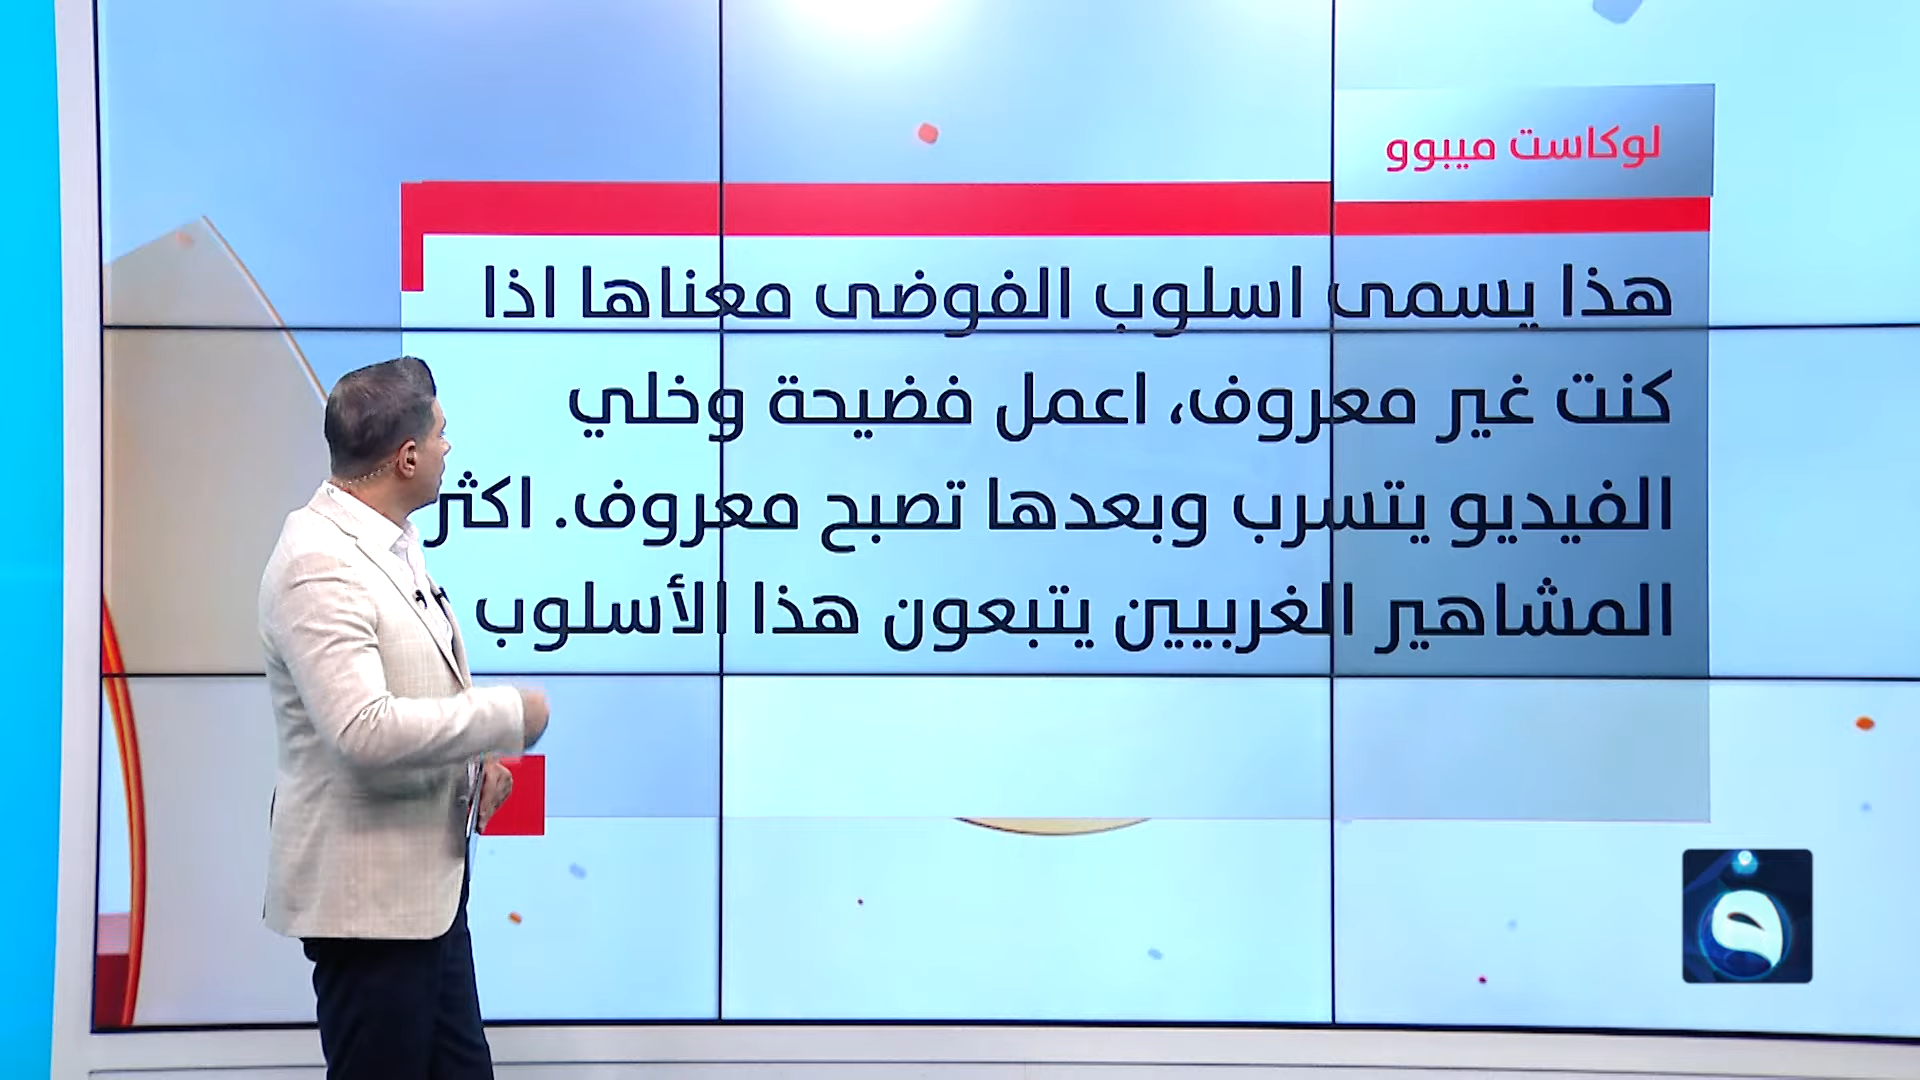 لوكاست ميبوو
هذا يسمى اسلوب الفوضى معناها اذا
كنت غير معروف، اعمل فضيحة وخلي
الفيديو يتسرب وبعدها تصبح معروف. اكثر
المشاهير الغربيين يتبعون هذا الأسلوب